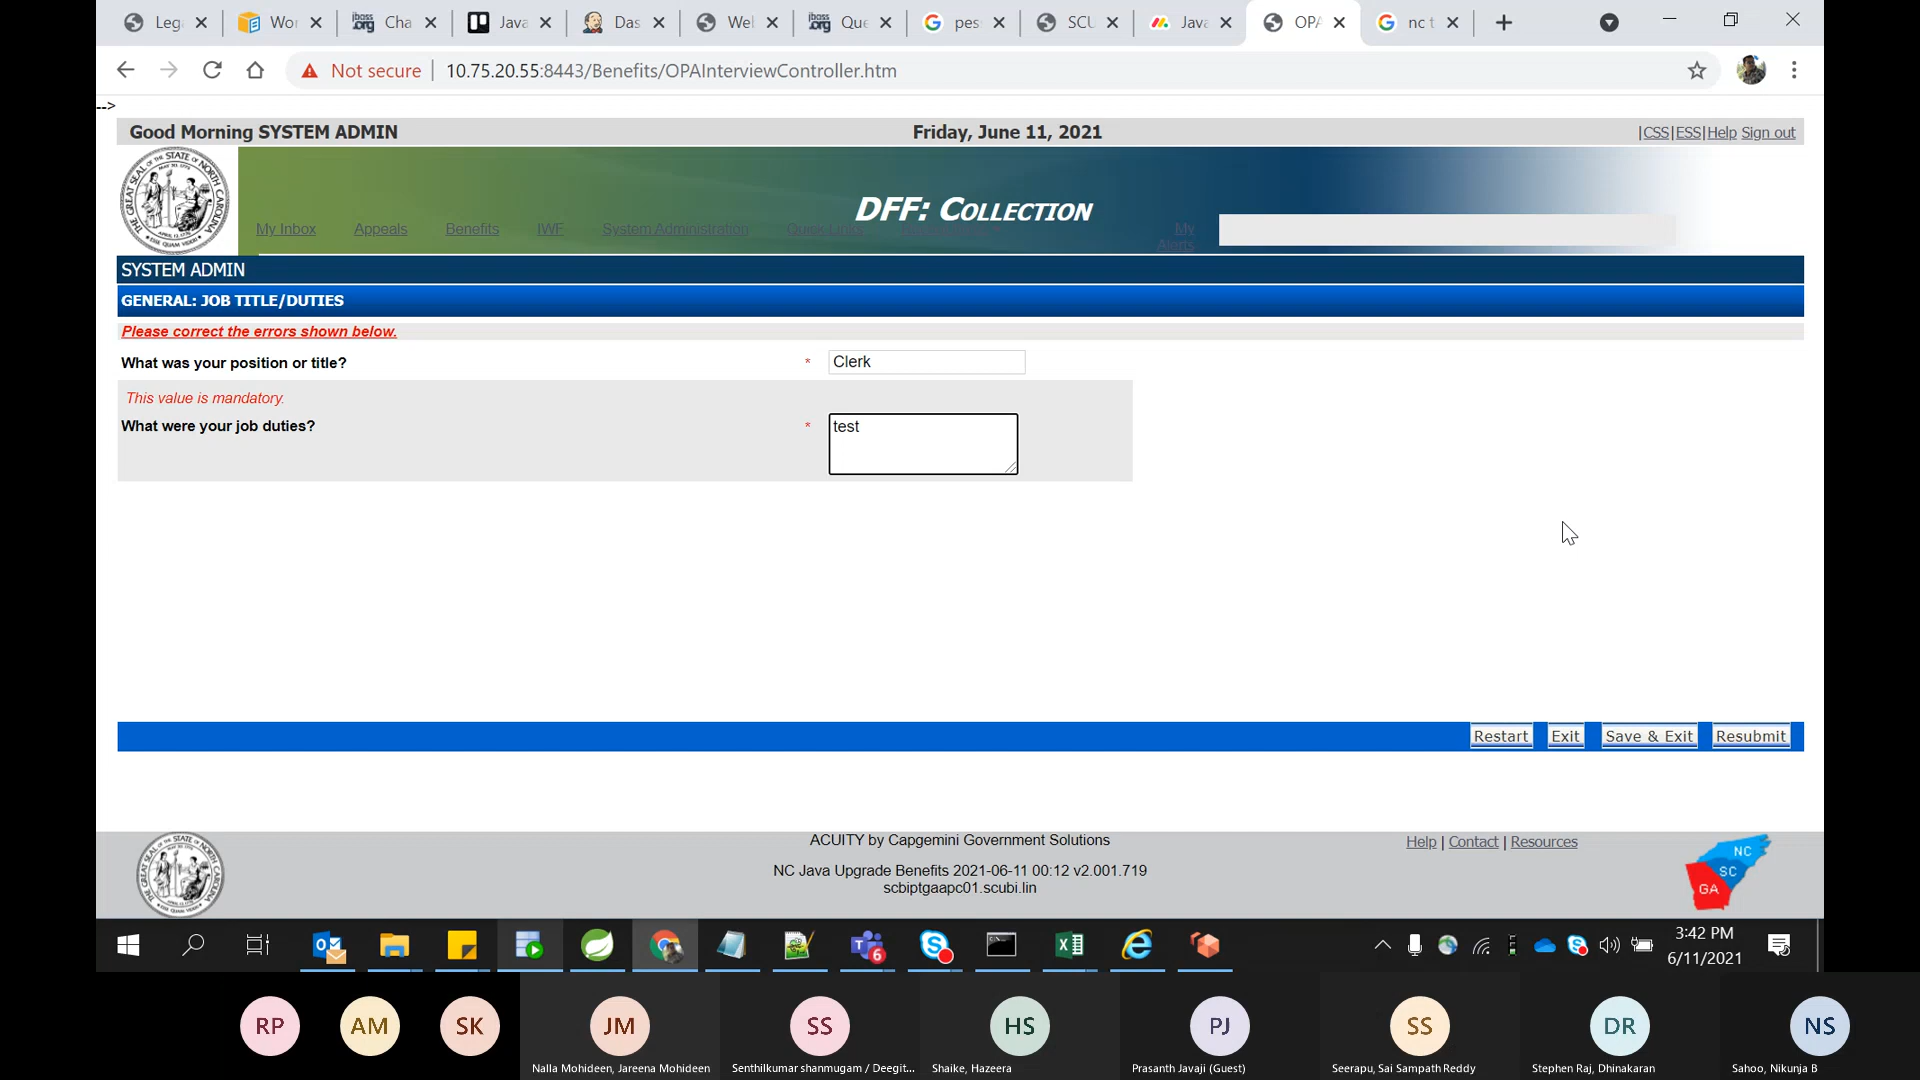 Leg
Wor
jboss.org Cha
Java
Das
Wel
jboss.org Que
pes
SCU
Java
OPA
nc t
Not secure
10.75.20.55:8443/Benefits/OPAInterviewController.htm
-->
Good Morning SYSTEM ADMIN
Friday, June 11, 2021
|CSS|ESS|Help Sign out
DFF: COLLECTION
My Inbox
Appeals
Benefits
IWF
System Administration
Quick Links
My
Alerts
SYSTEM ADMIN
GENERAL: JOB TITLE/DUTIES
Please correct the errors shown below.
What was your position or title?
*
Clerk
This value is mandatory.
What were your job duties?
*
test
Restart
Exit
Save & Exit
Resubmit
ACUITY by Capgemini Government Solutions
NC Java Upgrade Benefits 2021-06-11 00:12 v2.001.719
scbiptgaapc01.scubi.lin
Help | Contact | Resources
NC
SC
GA
6
3:42 PM
6/11/2021
RP
AM
SK
JM
SS
HS
PJ
SS
DR
NS
Nalla Mohideen, Jareena Mohideen
Senthilkumar shanmugam / Deegit...
Shaike, Hazeera
Prasanth Javaji (Guest)
Seerapu, Sai Sampath Reddy
Stephen Raj, Dhinakaran
Sahoo, Nikunja B